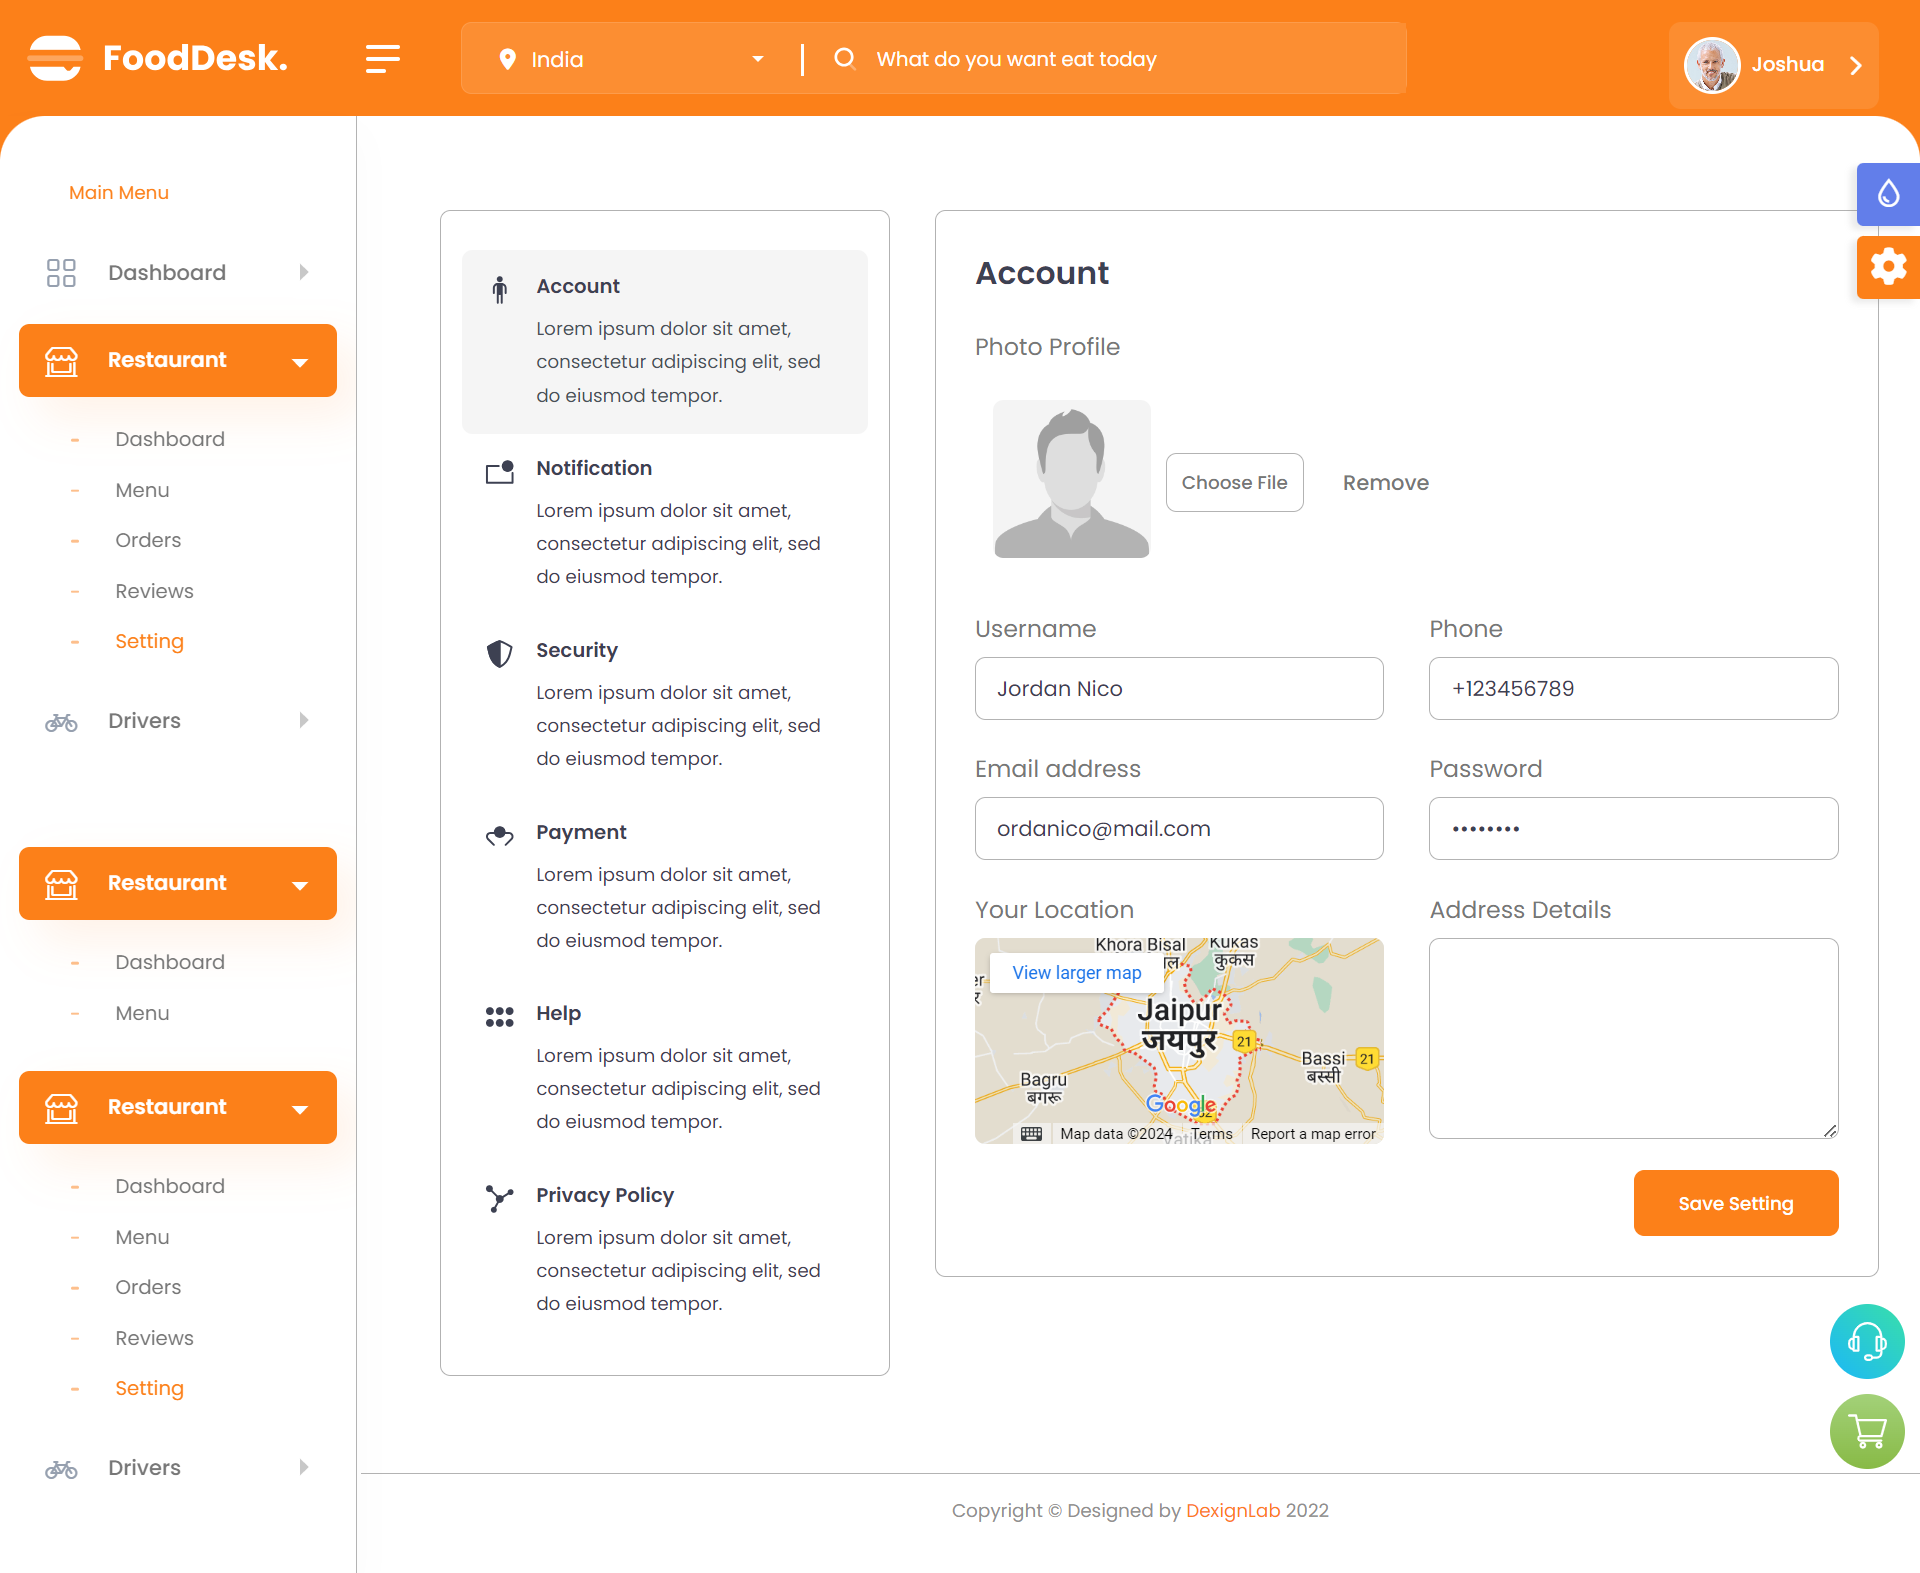 FoodDesk.
India
What do you want eat today
Joshua
Main Menu
Dashboard
Restaurant
Dashboard
Menu
Orders
Reviews
Setting
Drivers
Restaurant
Dashboard
Menu
Restaurant
Dashboard
Menu
Orders
Reviews
Setting
Drivers
Account
Lorem ipsum dolor sit amet,
consectetur adipiscing elit, sed
do eiusmod tempor.
Notification
Lorem ipsum dolor sit amet,
consectetur adipiscing elit, sed
do eiusmod tempor.
Security
Lorem ipsum dolor sit amet,
consectetur adipiscing elit, sed
do eiusmod tempor.
Payment
Lorem ipsum dolor sit amet,
consectetur adipiscing elit, sed
do eiusmod tempor.
Help
Lorem ipsum dolor sit amet,
consectetur adipiscing elit, sed
do eiusmod tempor.
Privacy Policy
Lorem ipsum dolor sit amet,
consectetur adipiscing elit, sed
do eiusmod tempor.
Account
Photo Profile
Choose File
Remove
Username
Phone
Jordan Nico
+123456789
Email address
Password
ordanico@mail.com
••••••••
Your Location
Address Details
Khora Bisal
Kukas
कुकस
View larger map
Jaipur
जयपुर
21
Bassi
बस्सी
21
Bagru
बगरू
Google
Map data ©2024
Terms
Report a map error
Vatika
Save Setting
Copyright © Designed by DexignLab 2022